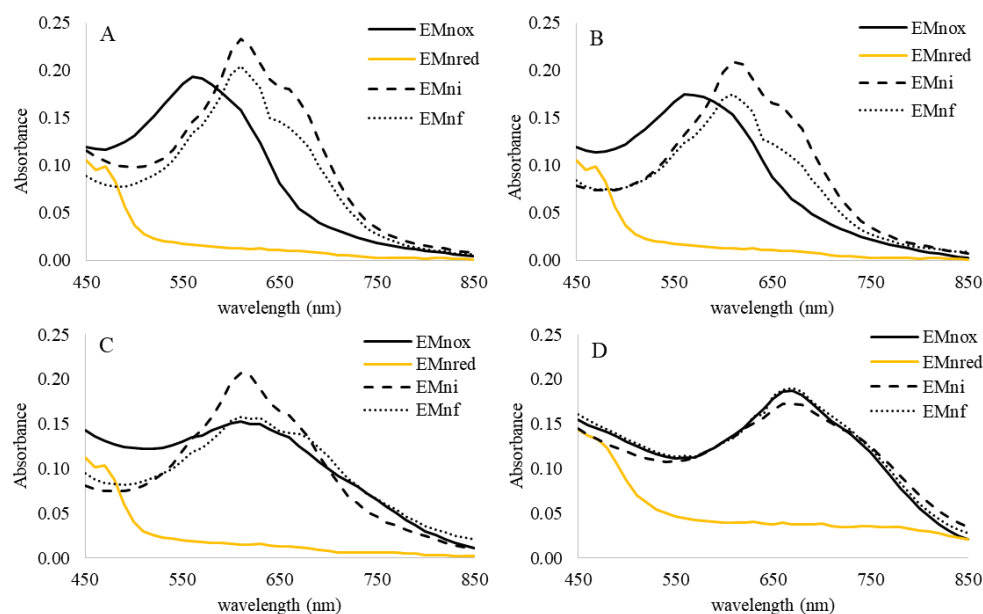 A
0.25
0.20
0.15
0.10
0.05
0.00
Absorbance
450
550
650
750
850
wavelength (nm)
EMnox
EMnred
EMni
EMnf
B
0.25
0.20
0.15
0.10
0.05
0.00
Absorbance
450
550
650
750
850
wavelength (nm)
EMnox
EMnred
EMni
EMnf
C
0.25
0.20
0.15
0.10
0.05
0.00
Absorbance
450
550
650
750
850
wavelength (nm)
EMnox
EMnred
EMni
EMnf
D
0.25
0.20
0.15
0.10
0.05
0.00
Absorbance
450
550
650
750
850
wavelength (nm)
EMnox
EMnred
EMni
EMnf